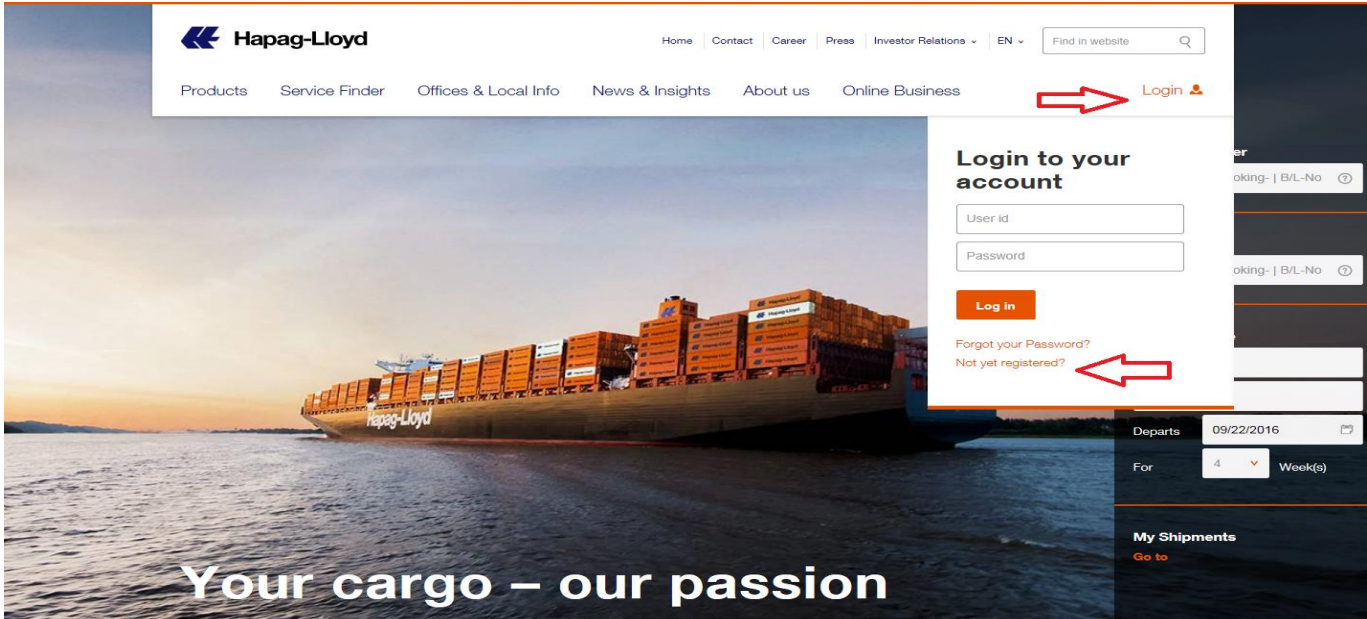 Hapag-Lloyd
Home Contact Career Press Investor Relations EN Find in website
Products Service Finder Offices & Local Info News & Insights About us Online Business Login
Login to your
account
User id
Password
Log in
Forgot your Password?
Not yet registered?
er
oking- | B/L-No
oking- | B/L-No
Departs 09/22/2016
For 4 Week(s)
My Shipments
Go to
Hapag-Lloyd
Your cargo – our passion